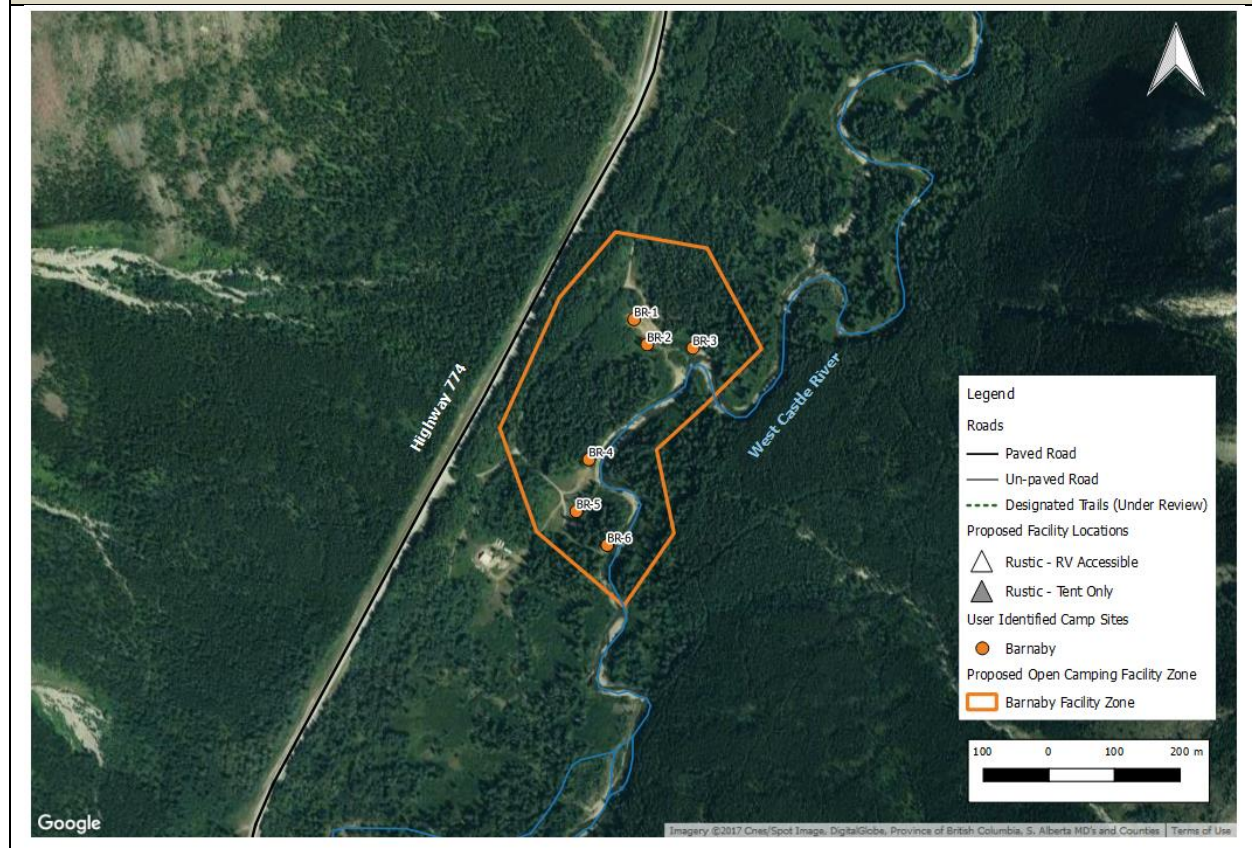 BR-1
BR-2
BR-3
Highway 774
West Castle River
BR-4
BR-5
BR-6
Legend
Roads
Paved Road
Un-paved Road
Designated Trails (Under Review)
Proposed Facility Locations
Rustic - RV Accessible
Rustic - Tent Only
User Identified Camp Sites
Barnaby
Proposed Open Camping Facility Zone
Barnaby Facility Zone
100 0 100 200 m
Google
Imagery ©2017 Cnes/Spot Image, DigitalGlobe, Province of British Columbia, S. Alberta MD's and Counties | Terms of Use